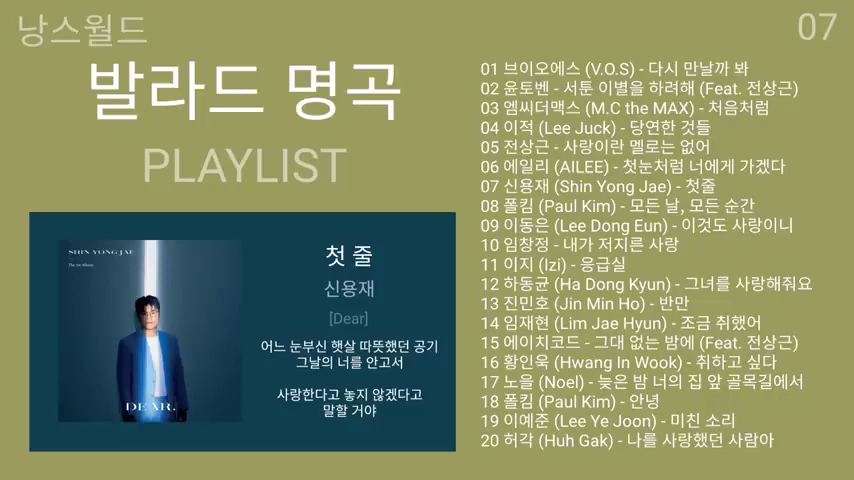 낭스월드
07
발라드 명곡
PLAYLIST
SHIN YONG JAE
The 1st Album
DEAR.
첫 줄
신용재
[Dear]
어느 눈부신 햇살 따뜻했던 공기
그날의 너를 안고서
사랑한다고 놓지 않겠다고
말할 거야
01 브이오에스 (V.O.S) - 다시 만날까 봐
02 윤토벤 - 서툰 이별을 하려해 (Feat. 전상근)
03 엠씨더맥스 (M.C the MAX) - 처음처럼
04 이적 (Lee Juck) - 당연한 것들
05 전상근 - 사랑이란 멜로는 없어
06 에일리 (AILEE) - 첫눈처럼 너에게 가겠다
07 신용재 (Shin Yong Jae) - 첫줄
08 폴킴 (Paul Kim) - 모든 날, 모든 순간
09 이동은 (Lee Dong Eun) - 이것도 사랑이니
10 임창정 - 내가 저지른 사랑
11 이지 (Izi) - 응급실
12 하동균 (Ha Dong Kyun) - 그녀를 사랑해줘요
13 진민호 (Jin Min Ho) - 반만
14 임재현 (Lim Jae Hyun) - 조금 취했어
15 에이치코드 - 그대 없는 밤에 (Feat. 전상근)
16 황인욱 (Hwang In Wook) - 취하고 싶다
17 노을 (Noel) - 늦은 밤 너의 집 앞 골목길에서
18 폴킴 (Paul Kim) - 안녕
19 이예준 (Lee Ye Joon) - 미친 소리
20 허각 (Huh Gak) - 나를 사랑했던 사람아